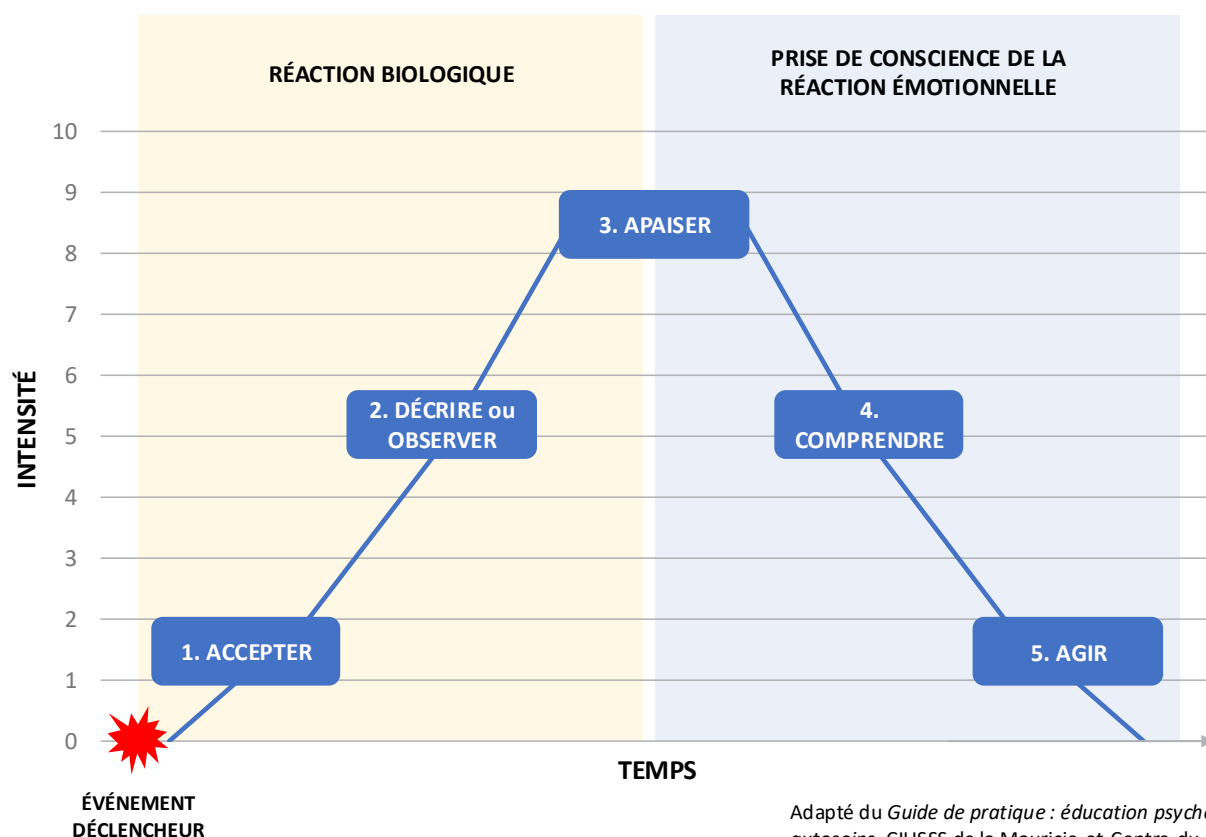 RÉACTION BIOLOGIQUE
PRISE DE CONSCIENCE DE LA
RÉACTION ÉMOTIONNELLE
10
9
8
7
6
5
4
3
2
1
0
INTENSITÉ
3. APAISER
2. DÉCRIRE ou
OBSERVER
4.
COMPRENDRE
1. ACCEPTER
5. AGIR
TEMPS
ÉVÉNEMENT
DÉCLENCHEUR
Adapté du Guide de pratique : éducation